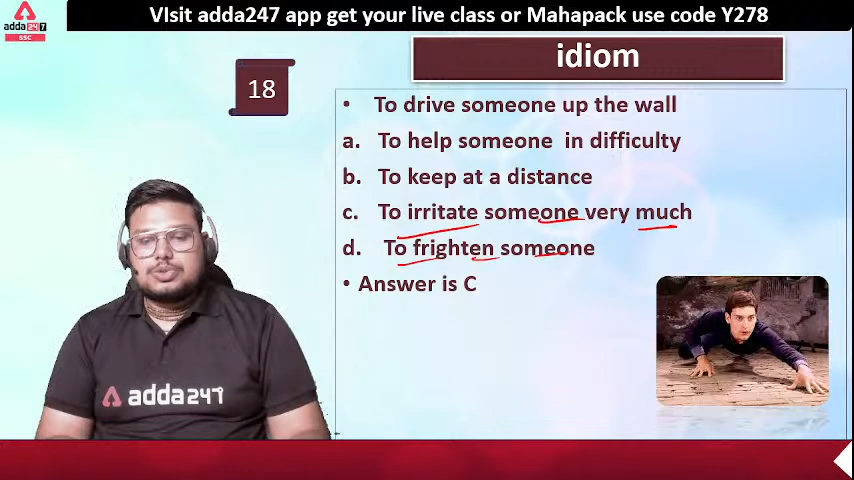 VIsit adda247 app get your live class or Mahapack use code Y278
adda247
SSC
idiom
18
• To drive someone up the wall
a. To help someone in difficulty
b. To keep at a distance
c. To irritate someone very much
d. To frighten someone
• Answer is C
adda247